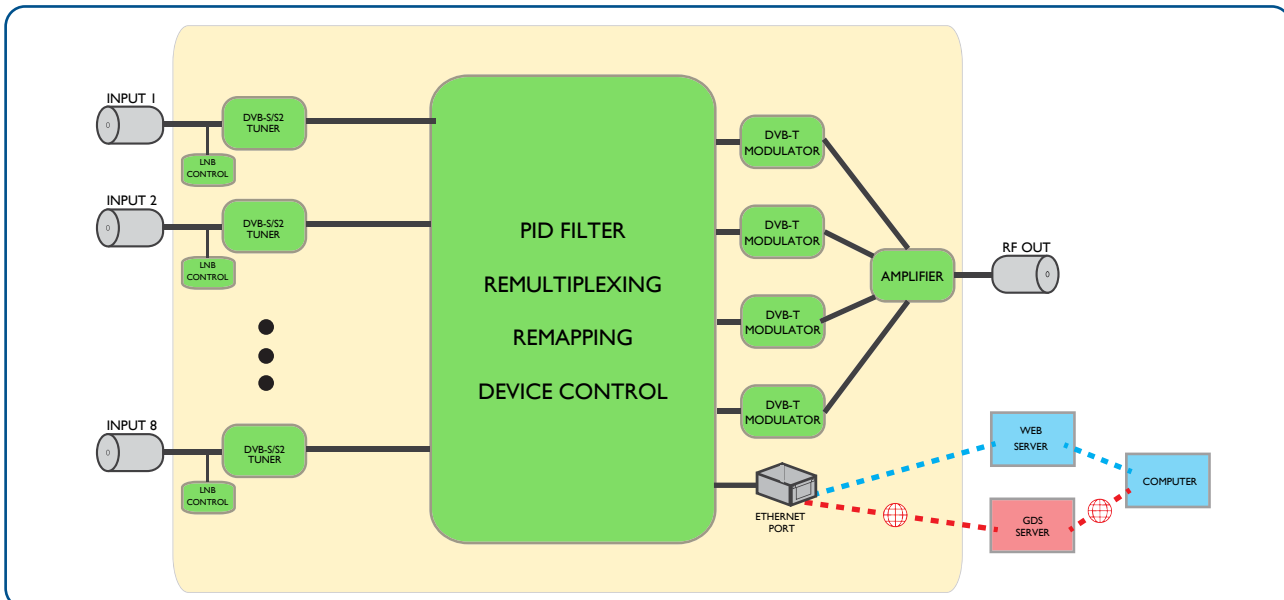 INPUT 1
DVB-S/S2
TUNER
LNB
CONTROL
INPUT 2
DVB-S/S2
TUNER
LNB
CONTROL
INPUT 8
DVB-S/S2
TUNER
LNB
CONTROL
PID FILTER
REMULTIPLEXING
REMAPPING
DEVICE CONTROL
DVB-T
MODULATOR
DVB-T
MODULATOR
DVB-T
MODULATOR
DVB-T
MODULATOR
AMPLIFIER
RF OUT
ETHERNET
PORT
WEB
SERVER
GDS
SERVER
COMPUTER